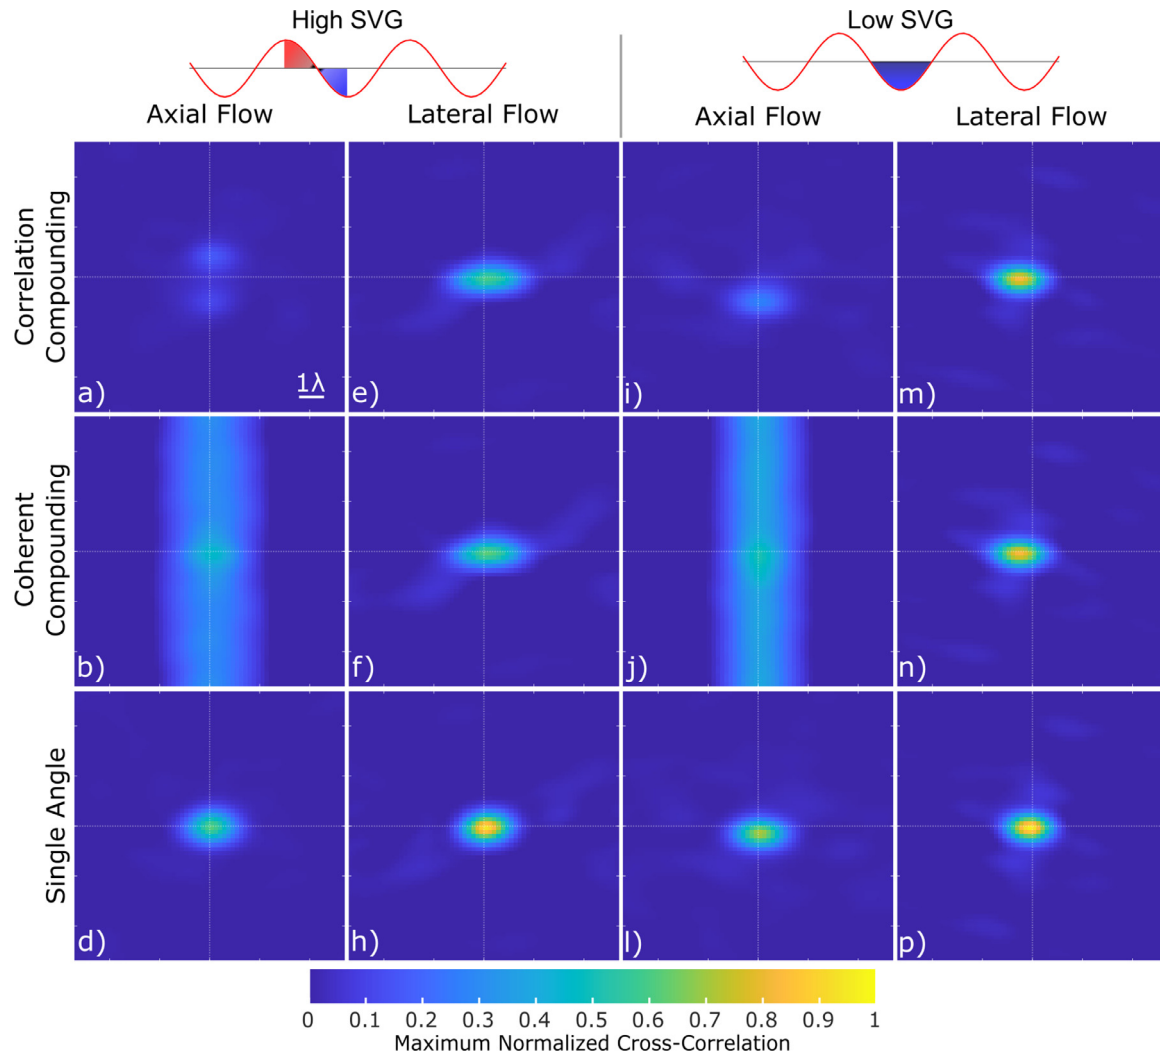 High SVG
Low SVG
Axial Flow
Lateral Flow
Axial Flow
Lateral Flow
Correlation
Compounding
a)
1λ
e)
i)
m)
Coherent
Compounding
b)
f)
j)
n)
Single Angle
d)
h)
l)
p)
0 0.1 0.2 0.3 0.4 0.5 0.6 0.7 0.8 0.9 1
Maximum Normalized Cross-Correlation